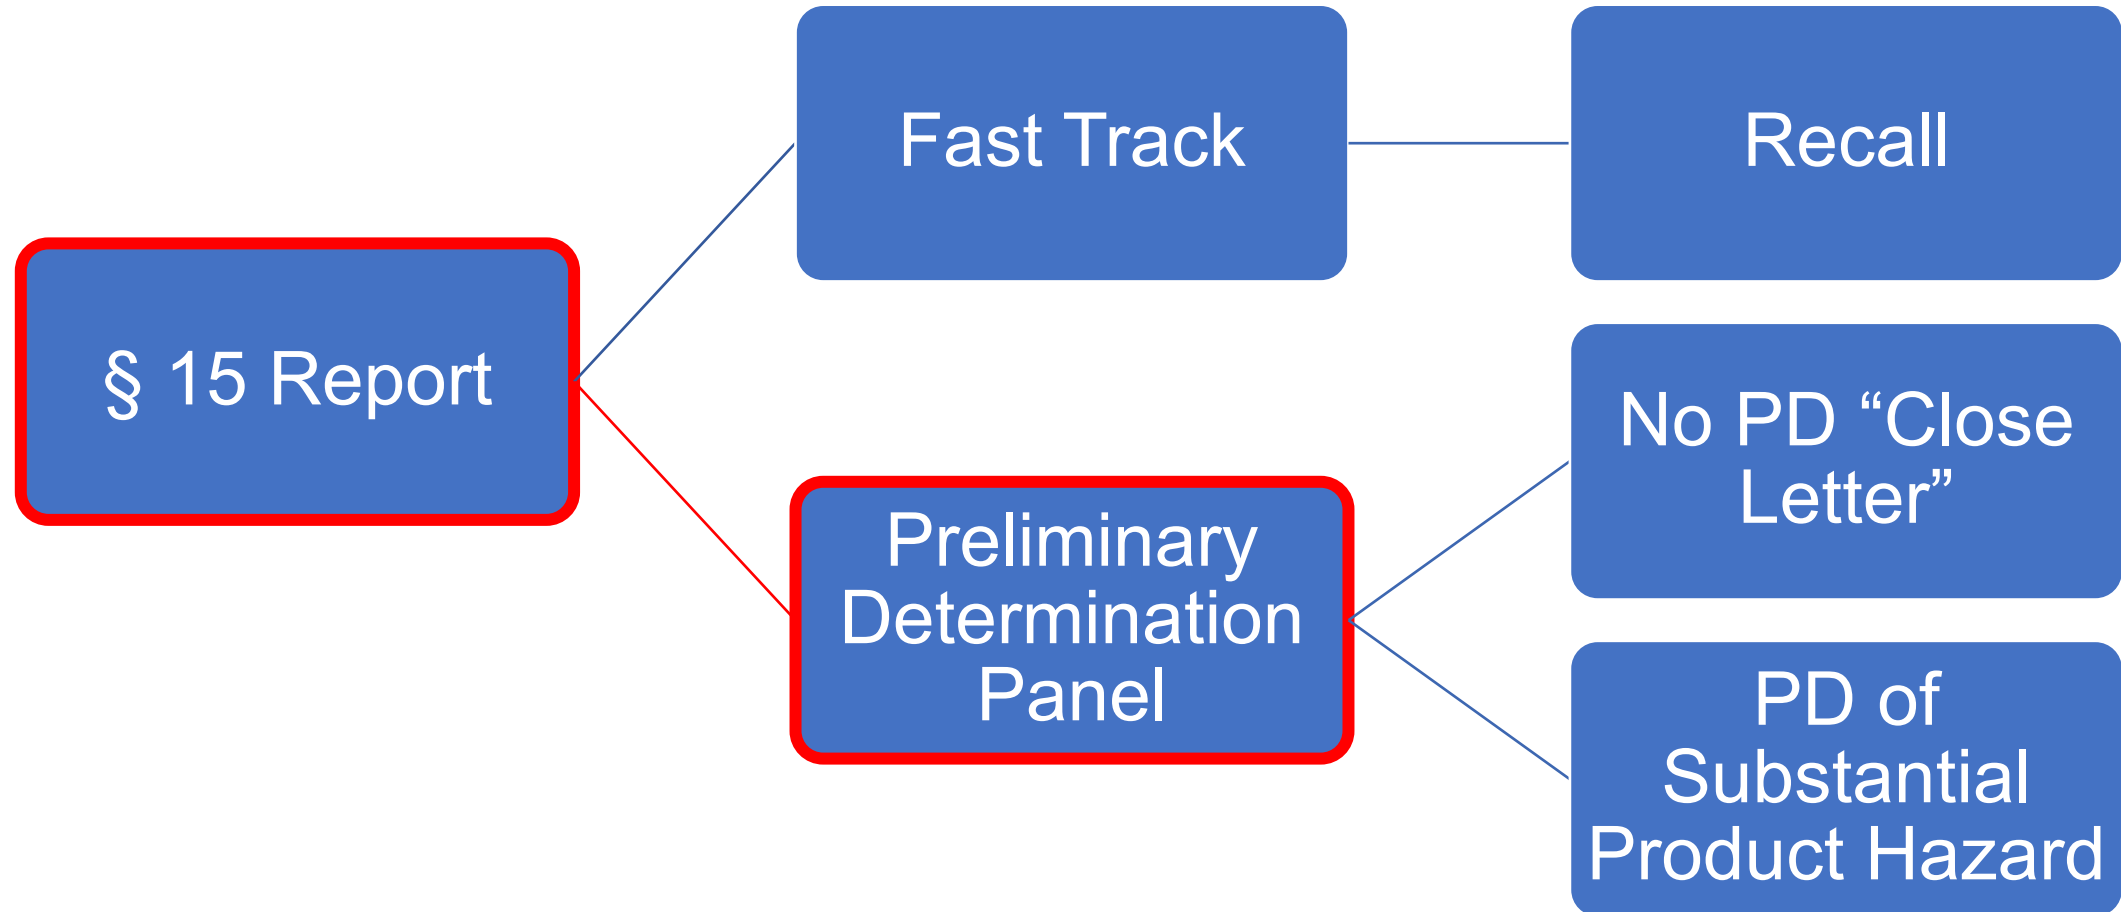 § 15 Report
Fast Track
Recall
Preliminary
Determination
Panel
No PD “Close
Letter”
PD of
Substantial
Product Hazard